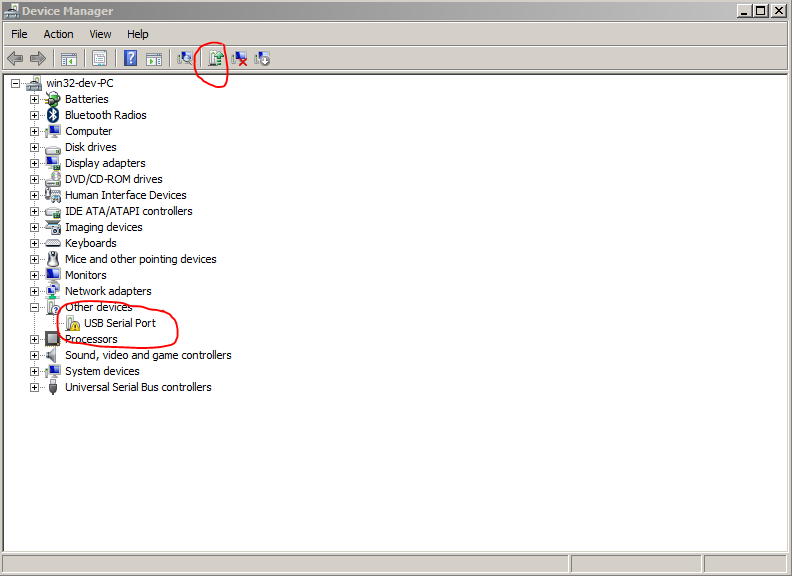 Device Manager
File Action View Help
win32-dev-PC
Batteries
Bluetooth Radios
Computer
Disk drives
Display adapters
DVD/CD-ROM drives
Human Interface Devices
IDE ATA/ATAPI controllers
Imaging devices
Keyboards
Mice and other pointing devices
Monitors
Network adapters
Other devices
USB Serial Port
Processors
Sound, video and game controllers
System devices
Universal Serial Bus controllers